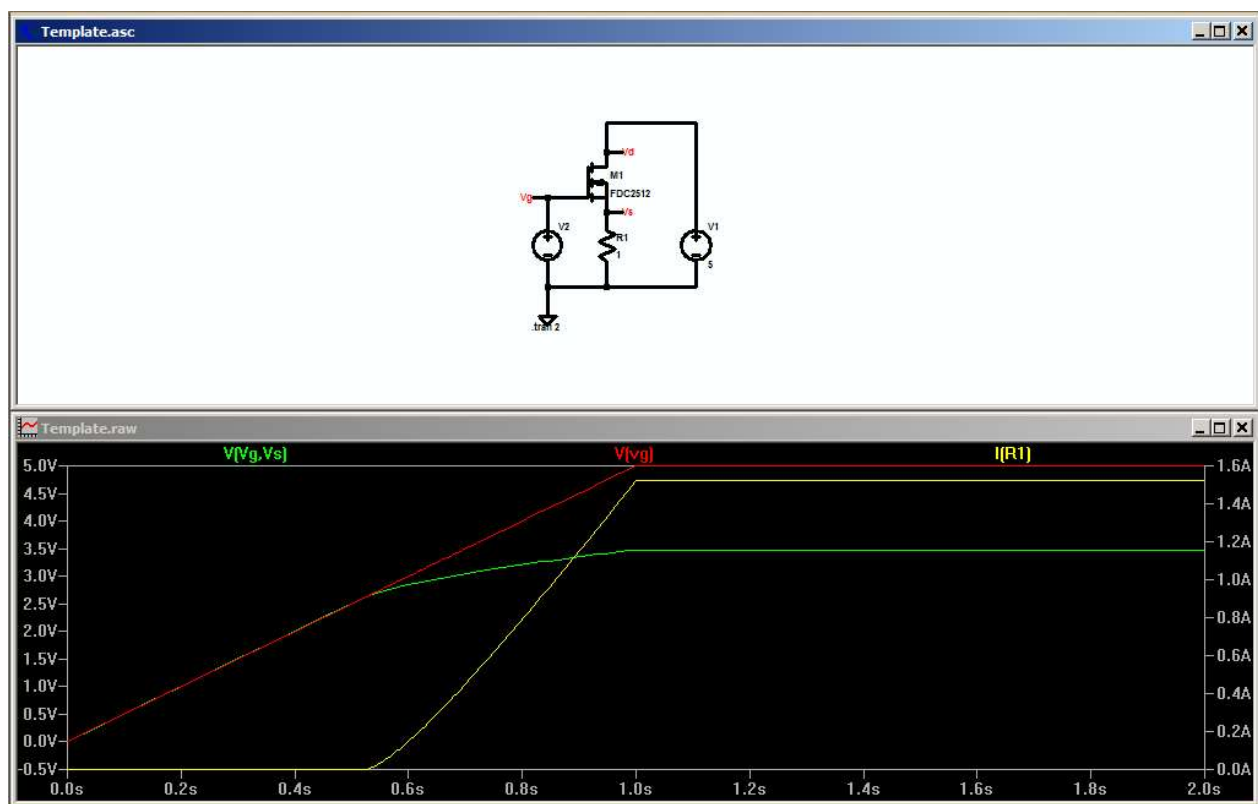 Template.asc
Vd
M1
FDC2512
Vg
Vs
V2
R1
V1
1
5
.tran 2
Template.raw
V(Vg,Vs) V(vg) I(R1)
5.0V 1.6A
4.5V 1.4A
4.0V
3.5V 1.2A
3.0V 1.0A
2.5V
2.0V 0.8A
1.5V 0.6A
1.0V 0.4A
0.5V
0.0V 0.2A
-0.5V 0.0A
0.0s 0.2s 0.4s 0.6s 0.8s 1.0s 1.2s 1.4s 1.6s 1.8s 2.0s